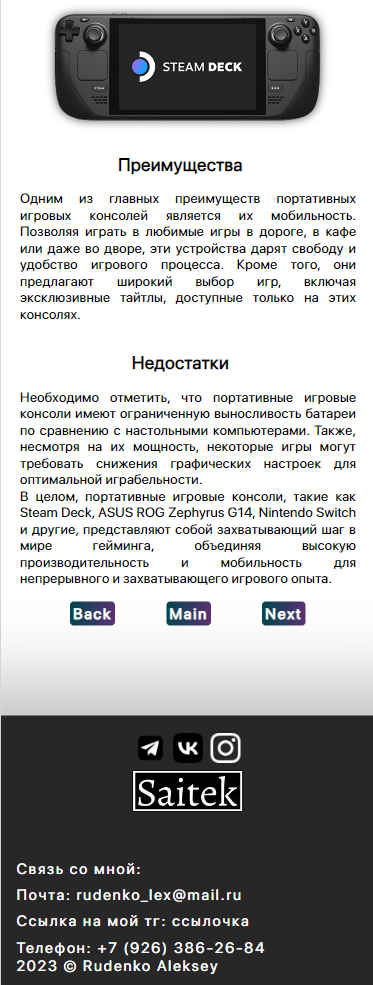 STEAM DECK
Преимущества
Одним из главных преимуществ портативных
игровых консолей является их мобильность.
Позволяя играть в любимые игры в дороге, в кафе
или даже во дворе, эти устройства дарят свободу и
удобство игрового процесса. Кроме того, они
предлагают широкий выбор игр, включая
эксклюзивные тайтлы, доступные только на этих
консолях.
Недостатки
Необходимо отметить, что портативные игровые
консоли имеют ограниченную выносливость батареи
по сравнению с настольными компьютерами. Также,
несмотря на их мощность, некоторые игры могут
требовать снижения графических настроек для
оптимальной играбельности.
В целом, портативные игровые консоли, такие как
Steam Deck, ASUS ROG Zephyrus G14, Nintendo Switch
и другие, представляют собой захватывающий шаг в
мире гейминга, объединяя высокую
производительность и мобильность для
непрерывного и захватывающего игрового опыта.
Back Main Next
Saitek
Связь со мной:
Почта: rudenko_lex@mail.ru
Ссылка на мой тг: ссылочка
Телефон: +7 (926) 386-26-84
2023 © Rudenko Aleksey